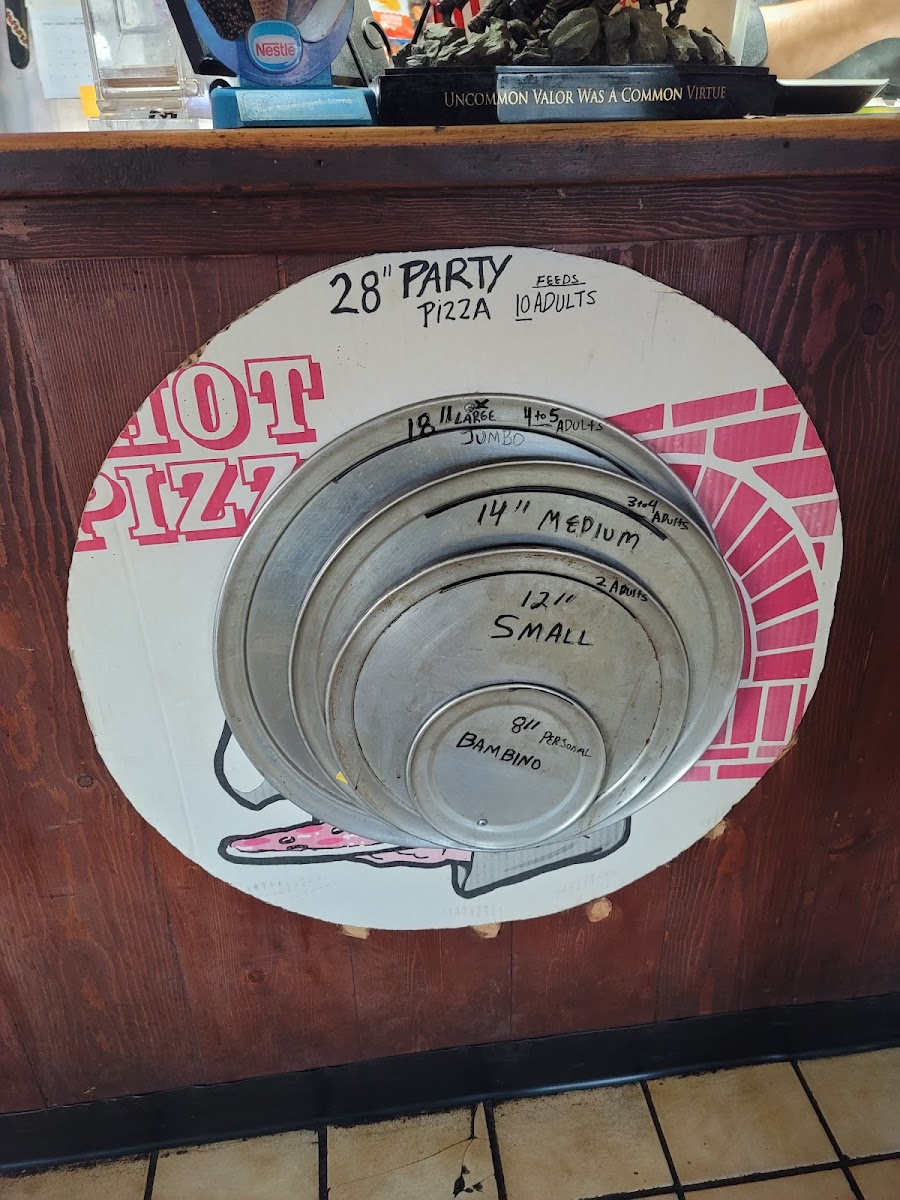 Nestlé
UNCOMMON VALOR WAS A COMMON VIRTUE
28" PARTY PIZZA
FEEDS
10 ADULTS
HOT
PIZZ
18" LARGE 4 to 5 ADULTS
JUMBO
14" MEDIUM
3 to 4 ADULTS
12" 2 ADULTS
SMALL
8" PERSONAL
BAMBINO